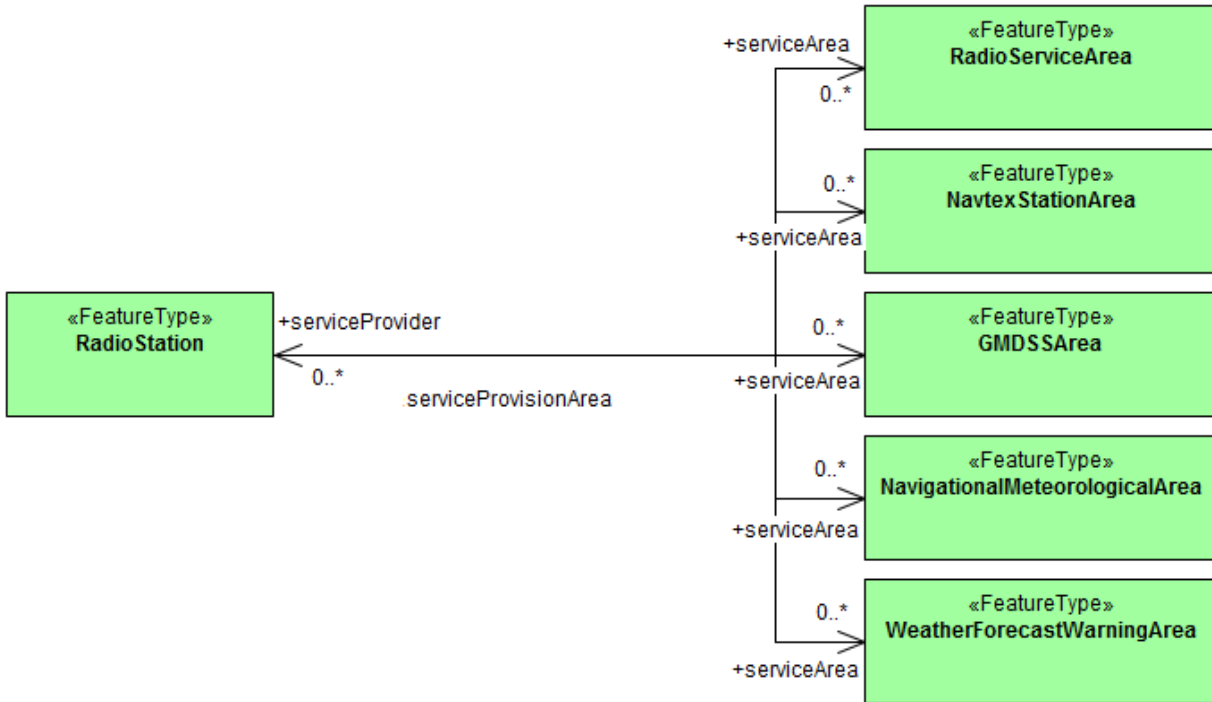 +serviceArea
0..*
«FeatureType»
RadioServiceArea
0..*
+serviceArea
«FeatureType»
NavtexStationArea
«FeatureType»
RadioStation
+serviceProvider
0..*
serviceProvisionArea
0..*
+serviceArea
«FeatureType»
GMDSSArea
0..*
+serviceArea
«FeatureType»
NavigationalMeteorologicalArea
0..*
+serviceArea
«FeatureType»
WeatherForecastWarningArea